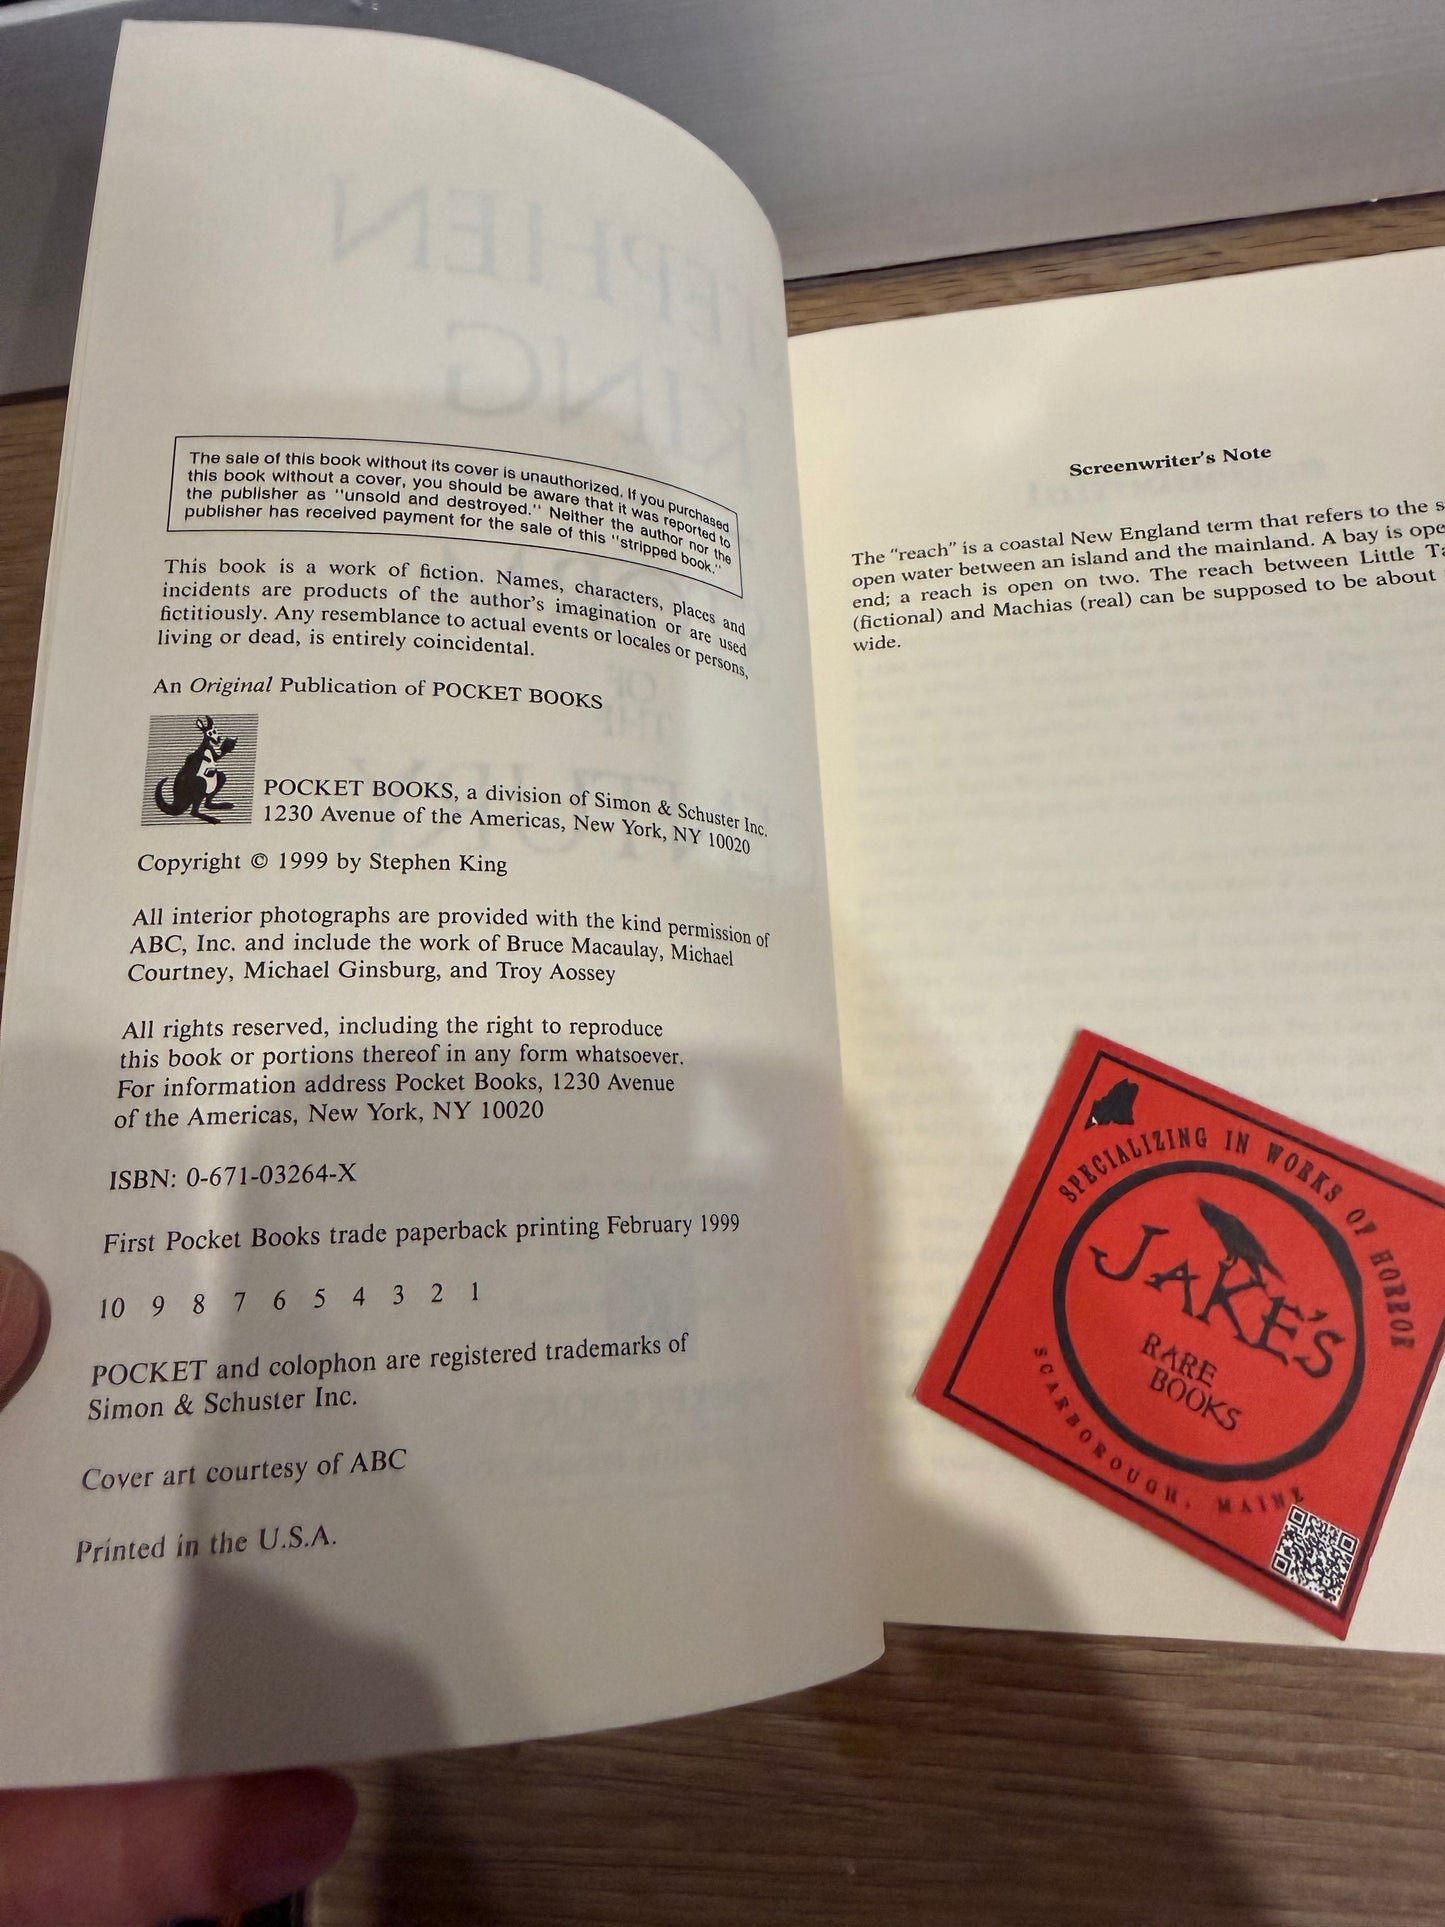 The sale of this book without its cover is unauthorized. If you purchased
this book without a cover, you should be aware that it was reported to
the publisher as "unsold and destroyed." Neither the author nor the
publisher has received payment for the sale of this "stripped book."
This book is a work of fiction. Names, characters, places and
incidents are products of the author's imagination or are used
fictitiously. Any resemblance to actual events or locales or persons,
living or dead, is entirely coincidental.
An Original Publication of POCKET BOOKS
POCKET BOOKS, a division of Simon & Schuster Inc.
1230 Avenue of the Americas, New York, NY 10020
Copyright © 1999 by Stephen King
All interior photographs are provided with the kind permission of
ABC, Inc. and include the work of Bruce Macaulay, Michael
Courtney, Michael Ginsburg, and Troy Aossey
All rights reserved, including the right to reproduce
this book or portions thereof in any form whatsoever.
For information address Pocket Books, 1230 Avenue
of the Americas, New York, NY 10020
ISBN: 0-671-03264-X
First Pocket Books trade paperback printing February 1999
10 9 8 7 6 5 4 3 2 1
POCKET and colophon are registered trademarks of
Simon & Schuster Inc.
Cover art courtesy of ABC
Printed in the U.S.A.
Screenwriter's Note
The "reach" is a coastal New England term that refers to the
open water between an island and the mainland. A bay is
end; a reach is open on two. The reach between Little
(fictional) and Machias (real) can be supposed to be about
wide.
SPECIALIZING IN WORKS OF HORROR
JAKE'S
RARE
BOOKS
SCARBOROUGH, MAINE